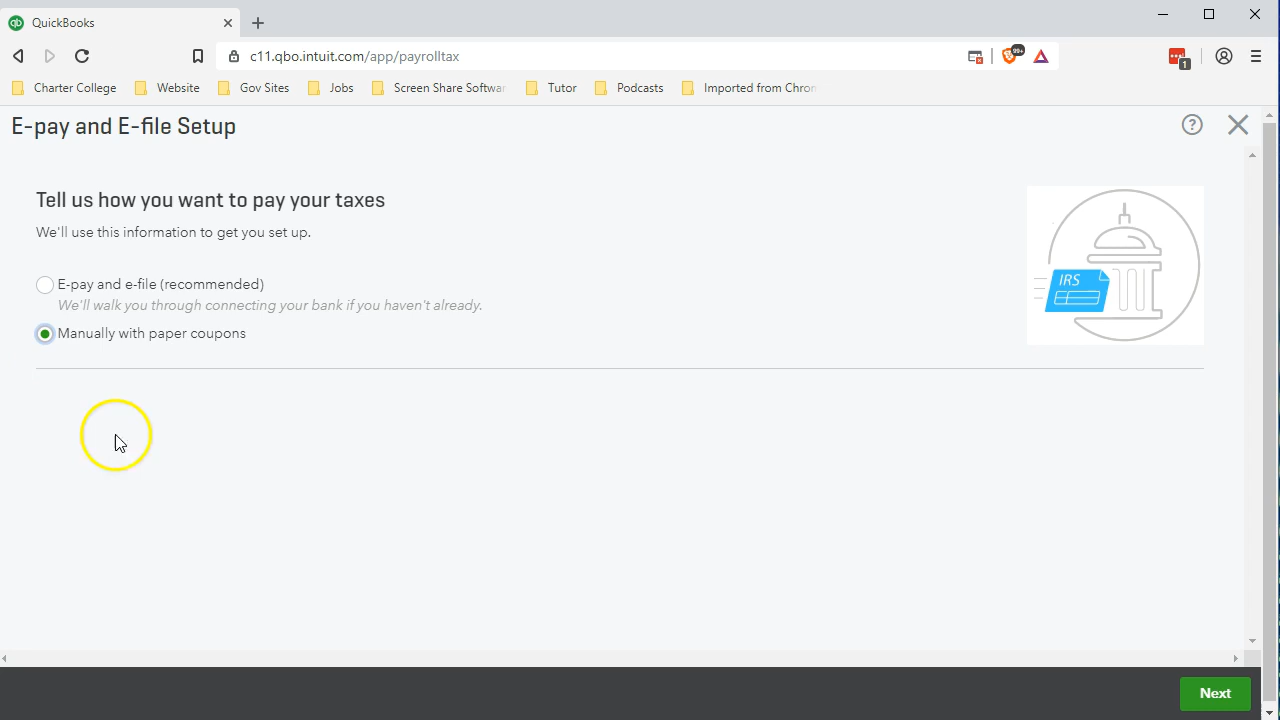 QuickBooks
c11.qbo.intuit.com/app/payrolltax
99+
1
Charter College
Website
Gov Sites
Jobs
Screen Share Softwar
Tutor
Podcasts
Imported from Chrom
E-pay and E-file Setup
Tell us how you want to pay your taxes
We'll use this information to get you set up.
IRS
E-pay and e-file (recommended)
We'll walk you through connecting your bank if you haven't already.
Manually with paper coupons
Next